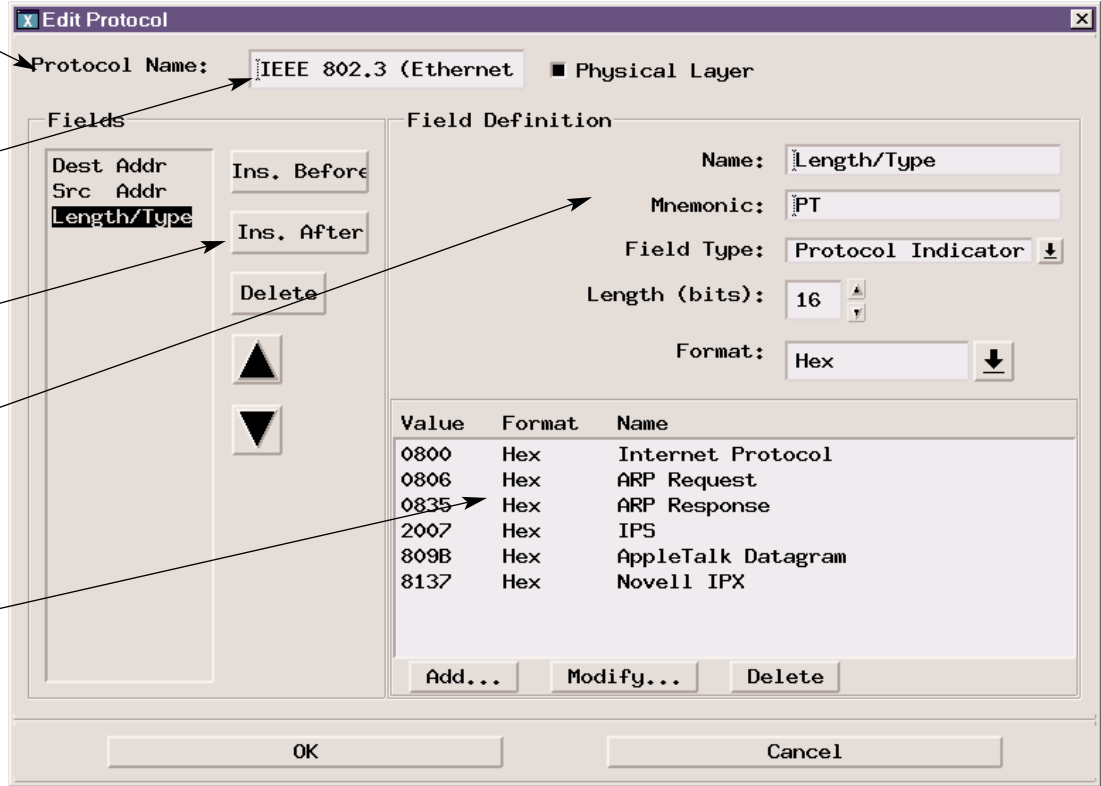 Edit Protocol
Protocol Name: IEEE 802.3 (Ethernet Physical Layer
Fields
Dest Addr
Src Addr
Length/Type
Ins. Before
Ins. After
Delete
Field Definition
Name: Length/Type
Mnemonic: PT
Field Type: Protocol Indicator
Length (bits): 16
Format: Hex
Value Format Name
0800 Hex Internet Protocol
0806 Hex ARP Request
0835 Hex ARP Response
2007 Hex IPS
809B Hex AppleTalk Datagram
8137 Hex Novell IPX
Add... Modify... Delete
OK Cancel